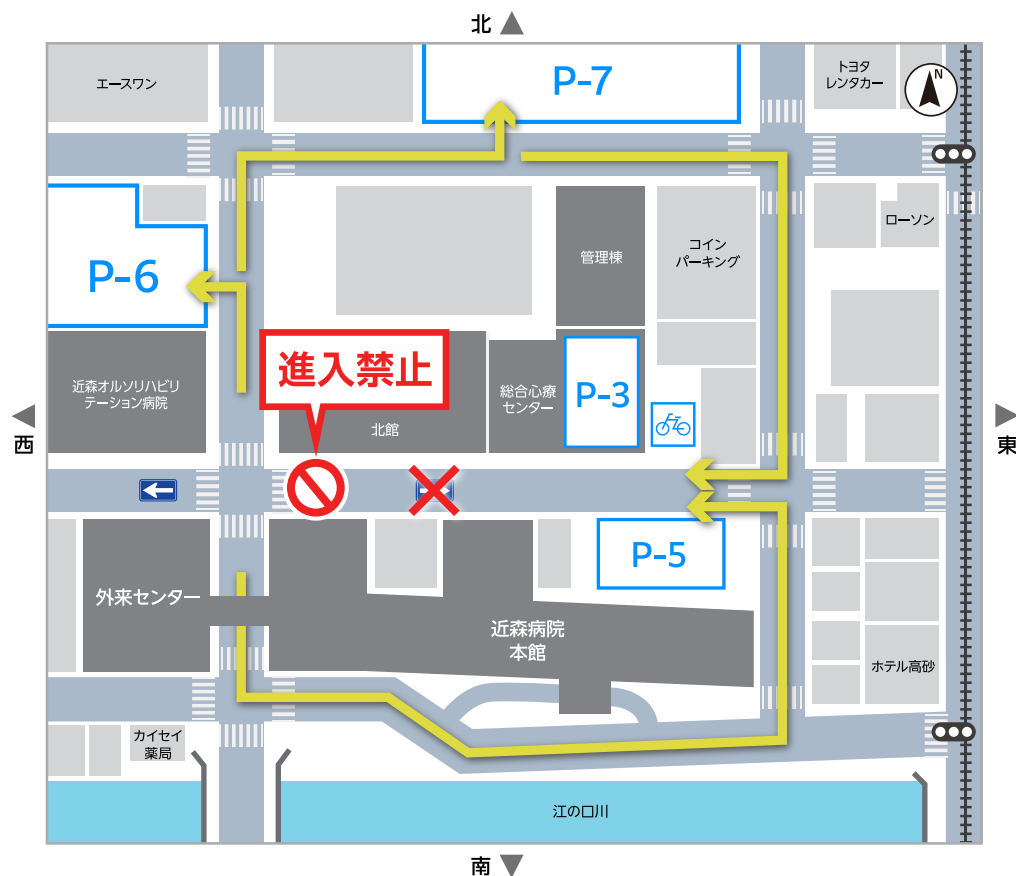 北
エースワン
P-7
トヨタ
レンタカー
N
P-6
管理棟
コイン
パーキング
ローソン
進入禁止
近森オルソリハビリ
テーション病院
北館
総合心療
センター
P-3
西
東
P-5
外来センター
近森病院
本館
ホテル高砂
カイセイ
薬局
江の口川
南